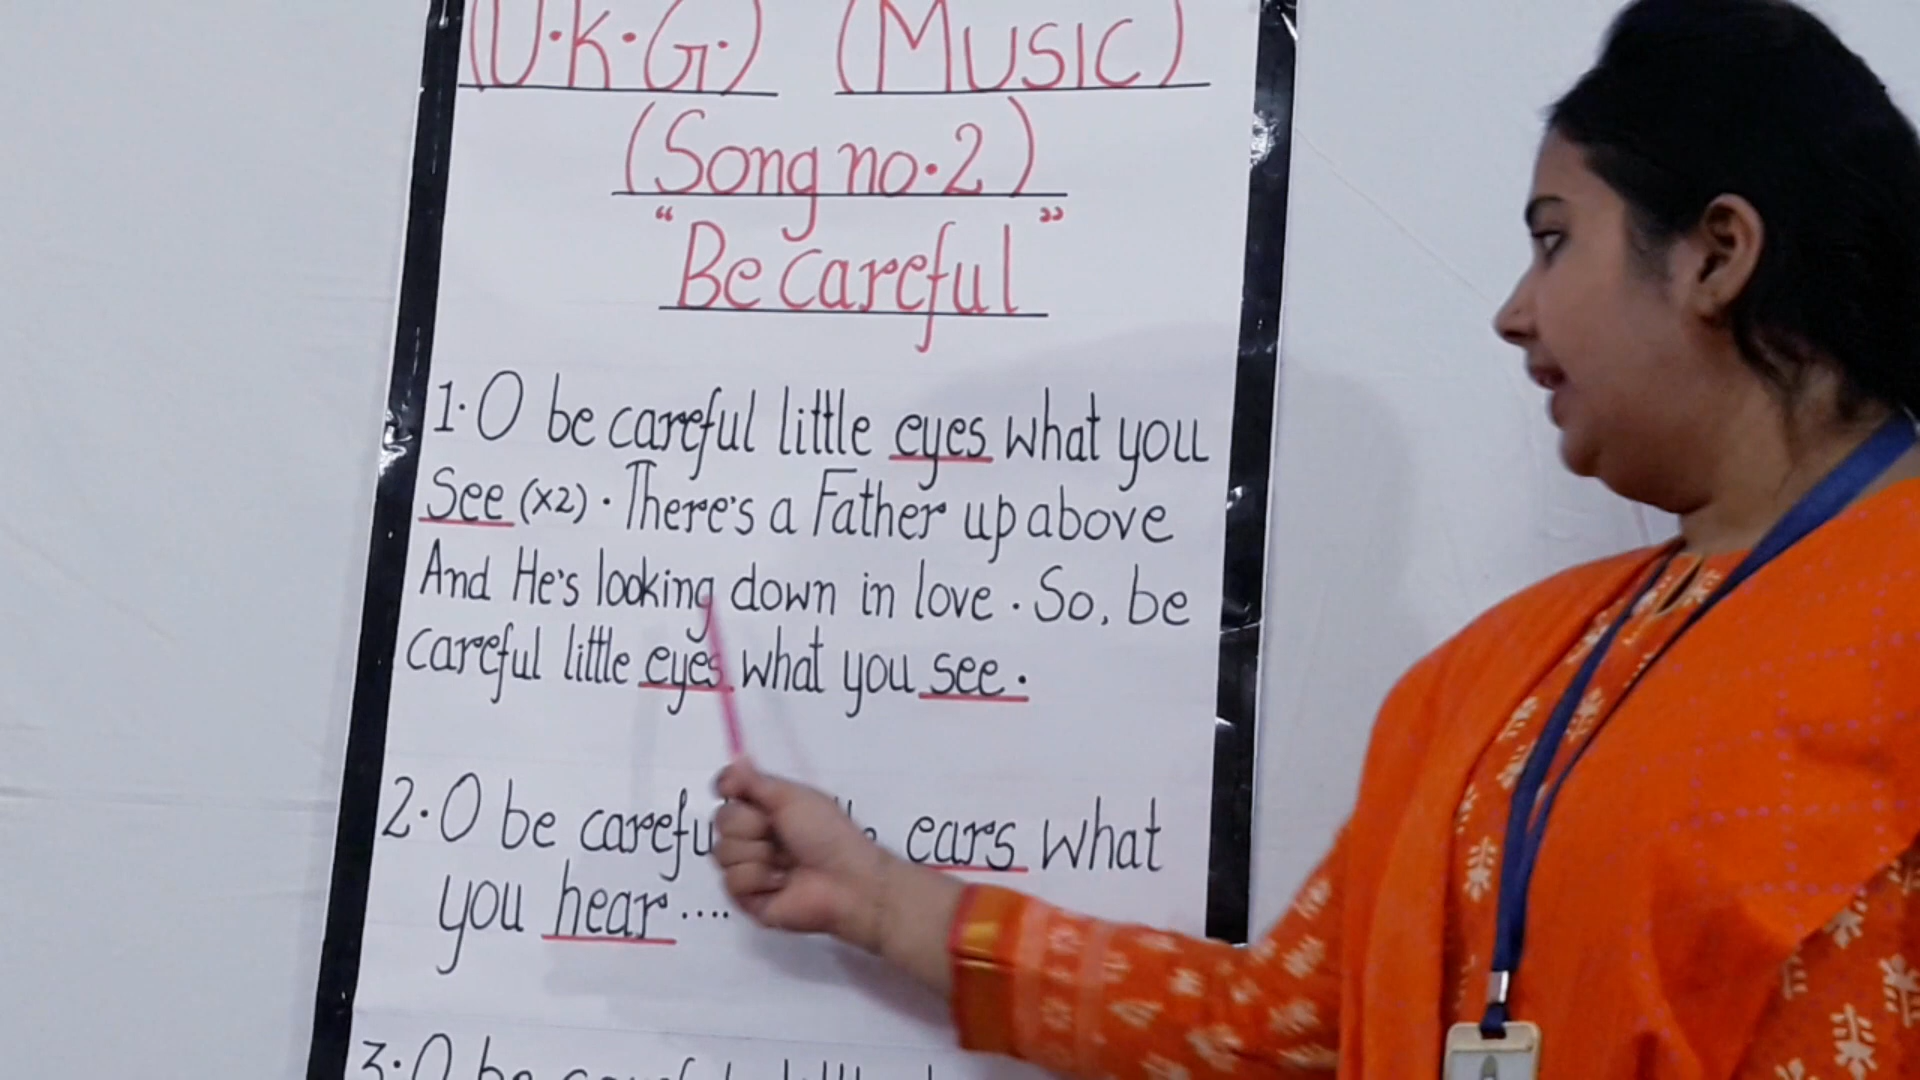 (U.K.G.) (MUSIC)
(Song no.2)
"Be careful"
1. O be careful little eyes what you
See (x2). There's a Father up above
And He's looking down in love. So, be
careful little eyes what you see.
2. O be ears what
you hear....
3. O be